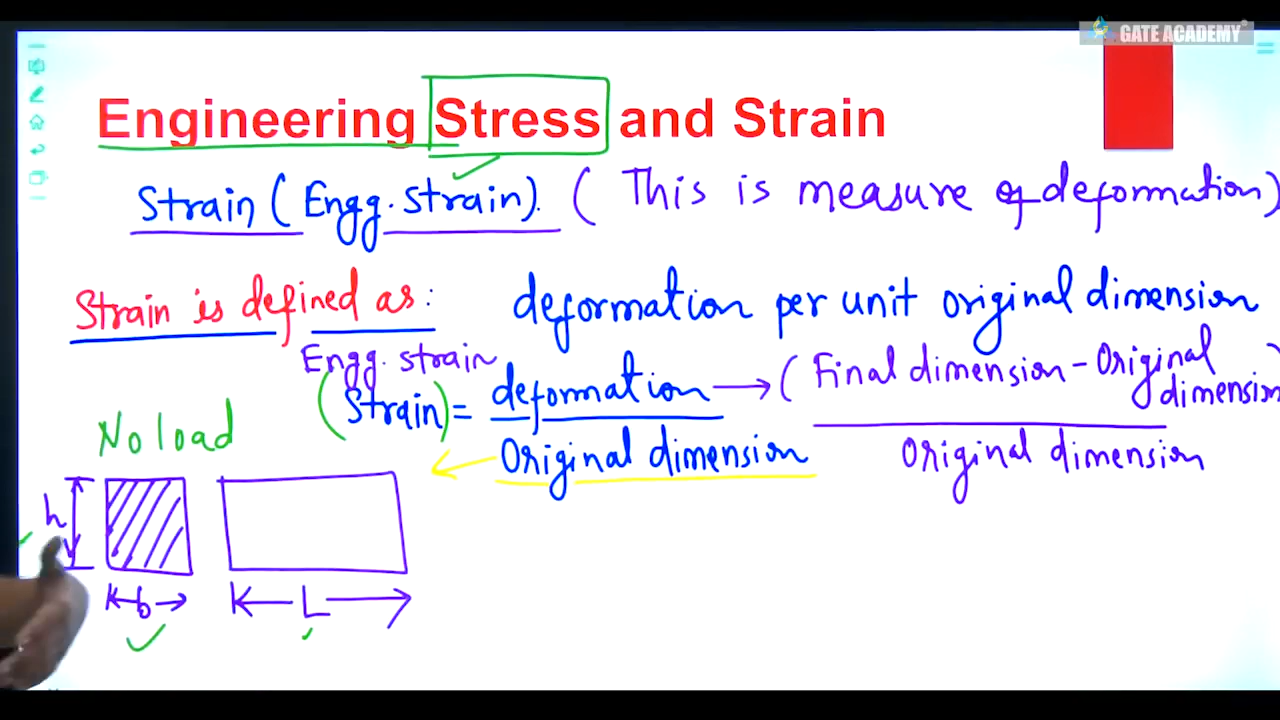 GATE ACADEMY
Engineering Stress and Strain
Strain (Engg. Strain). (This is measure of deformation)
Strain is defined as: deformation per unit original dimension
Engg. strain
(Strain) = deformation → (Final dimension - Original dimension)
Original dimension Original dimension
No load
h
b L